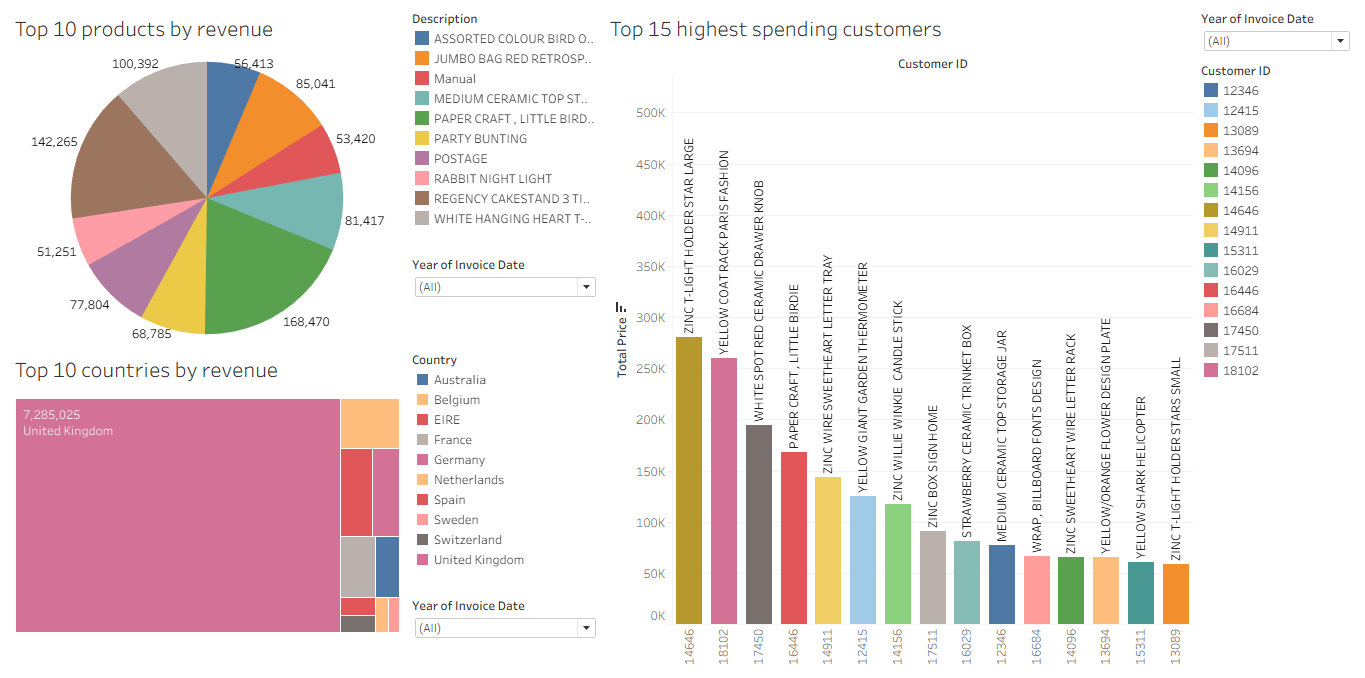 Top 10 products by revenue
56,413
85,041
53,420
81,417
168,470
68,785
77,804
51,251
142,265
100,392
Description
ASSORTED COLOUR BIRD O..
JUMBO BAG RED RETROSP..
Manual
MEDIUM CERAMIC TOP ST..
PAPER CRAFT , LITTLE BIRD..
PARTY BUNTING
POSTAGE
RABBIT NIGHT LIGHT
REGENCY CAKESTAND 3 TI..
WHITE HANGING HEART T-..
Year of Invoice Date
(All)
Top 10 countries by revenue
7,285,025
United Kingdom
Country
Australia
Belgium
EIRE
France
Germany
Netherlands
Spain
Sweden
Switzerland
United Kingdom
Year of Invoice Date
(All)
Top 15 highest spending customers
Customer ID
Total Price
500K
450K
400K
350K
300K
250K
200K
150K
100K
50K
0K
ZINC T-LIGHT HOLDER STAR LARGE
YELLOW COAT RACK PARIS FASHION
WHITE SPOT RED CERAMIC DRAWER KNOB
PAPER CRAFT , LITTLE BIRDIE
ZINC WIRE SWEETHEART LETTER TRAY
YELLOW GIANT GARDEN THERMOMETER
ZINC WILLIE WINKIE  CANDLE STICK
ZINC BOX SIGN HOME
STRAWBERRY CERAMIC TRINKET BOX
MEDIUM CERAMIC TOP STORAGE JAR
WRAP, BILLBOARD FONTS DESIGN
ZINC SWEETHEART WIRE LETTER RACK
YELLOW/ORANGE FLOWER DESIGN PLATE
YELLOW SHARK HELICOPTER
ZINC T-LIGHT HOLDER STARS SMALL
14646
18102
17450
16446
14911
12415
14156
17511
16029
12346
16684
14096
13694
15311
13089
Year of Invoice Date
(All)
Customer ID
12346
12415
13089
13694
14096
14156
14646
14911
15311
16029
16446
16684
17450
17511
18102